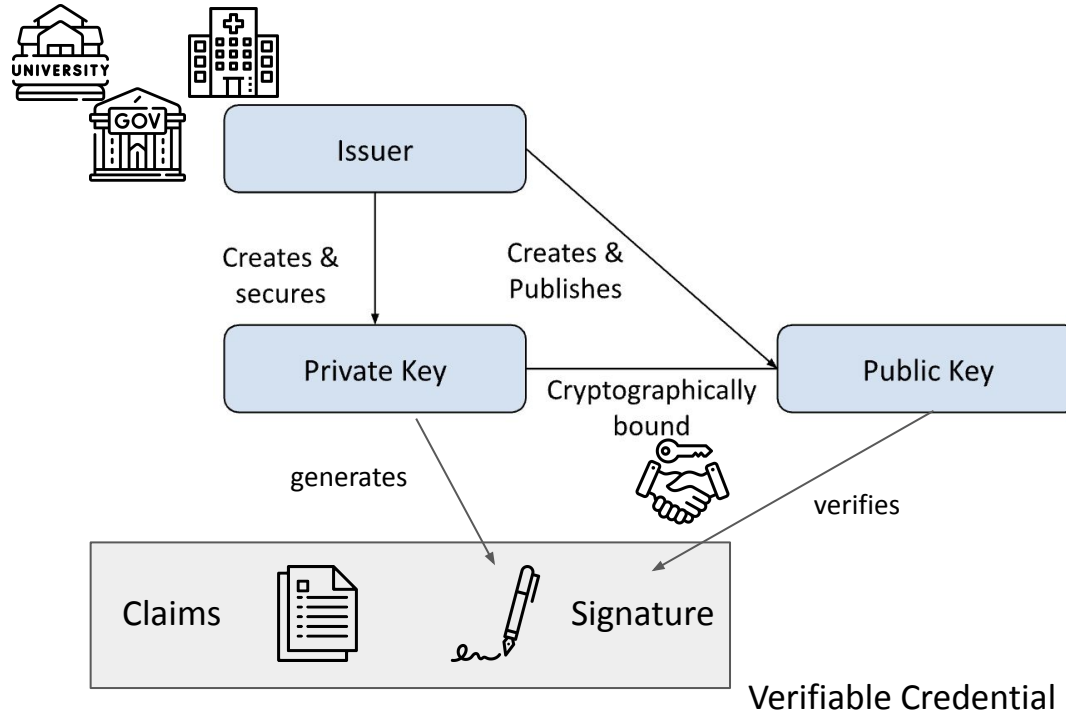 UNIVERSITY
GOV
Issuer
Creates &
secures
Creates &
Publishes
Private Key
Public Key
Cryptographically
bound
generates
verifies
Claims
Signature
Verifiable Credential